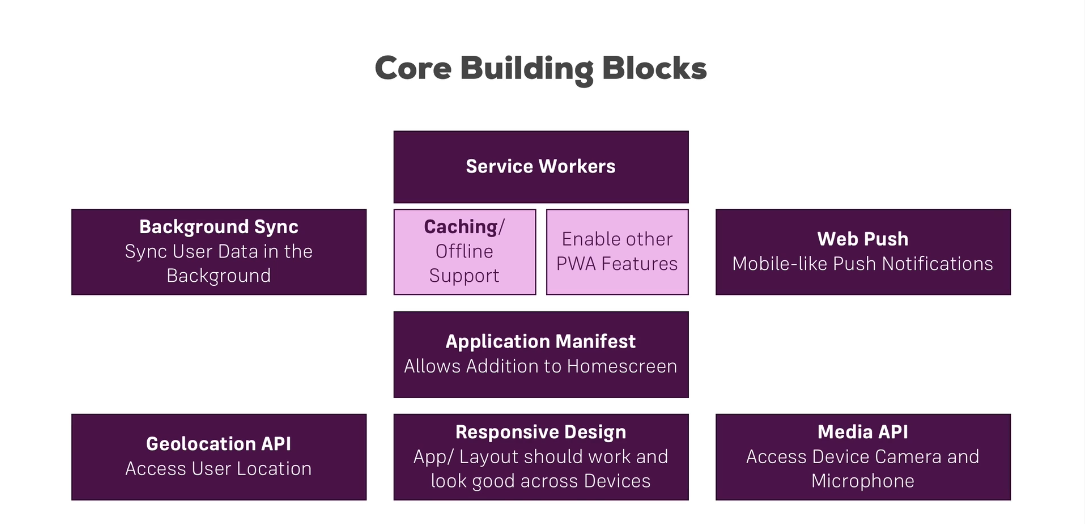 Core Building Blocks
Service Workers
Background Sync
Sync User Data in the
Background
Caching/
Offline
Support
Enable other
PWA Features
Web Push
Mobile-like Push Notifications
Application Manifest
Allows Addition to Homescreen
Geolocation API
Access User Location
Responsive Design
App/ Layout should work and
look good across Devices
Media API
Access Device Camera and
Microphone